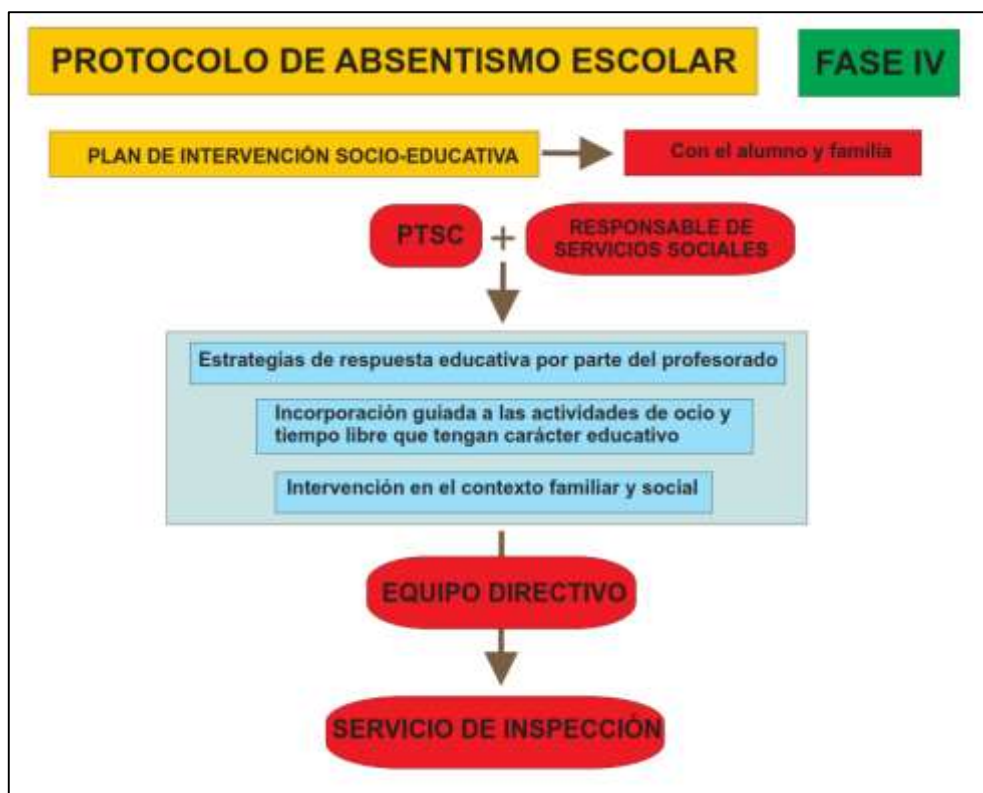 PROTOCOLO DE ABSENTISMO ESCOLAR
FASE IV
PLAN DE INTERVENCIÓN SOCIO-EDUCATIVA
Con el alumno y familia
PTSC
+
RESPONSABLE DE
SERVICIOS SOCIALES
Estrategias de respuesta educativa por parte del profesorado
Incorporación guiada a las actividades de ocio y
tiempo libre que tengan carácter educativo
Intervención en el contexto familiar y social
EQUIPO DIRECTIVO
SERVICIO DE INSPECCIÓN